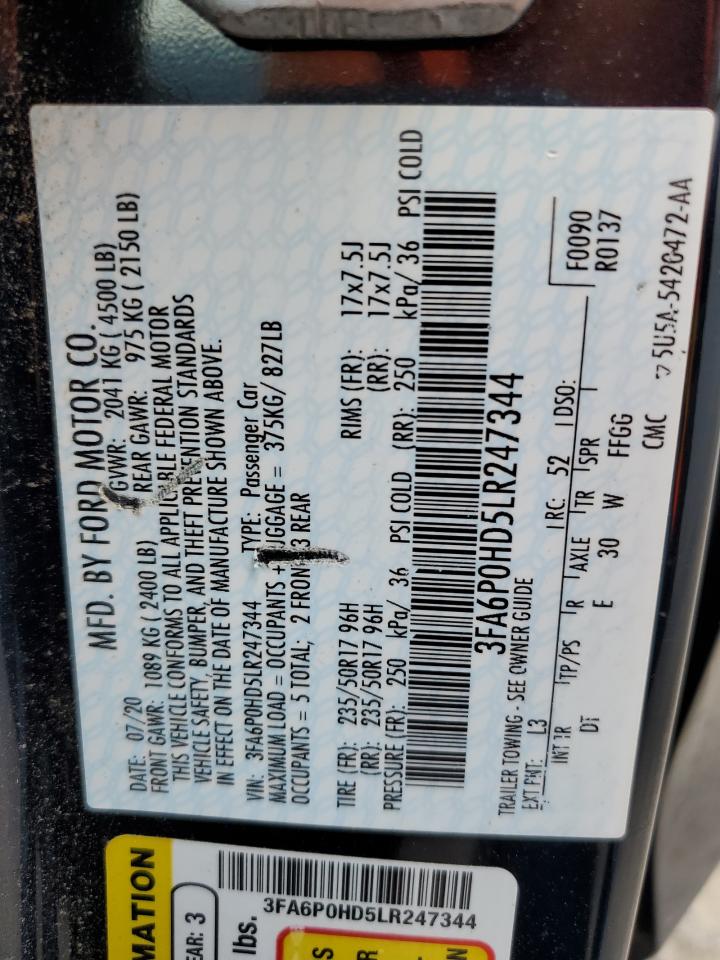 MFD. BY FORD MOTOR CO.
DATE: 07/20 GVWR: 2041 KG ( 4500 LB)
FRONT GAWR: 1089 KG ( 2400 LB) REAR GAWR: 975 KG ( 2150 LB)
THIS VEHICLE CONFORMS TO ALL APPLICABLE FEDERAL MOTOR
VEHICLE SAFETY, BUMPER, AND THEFT PREVENTION STANDARDS
IN EFFECT ON THE DATE OF MANUFACTURE SHOWN ABOVE.
VIN: 3FA6P0HD5LR247344 TYPE: Passenger Car
MAXIMUM LOAD = OCCUPANTS + LUGGAGE = 375KG/ 827LB
OCCUPANTS = 5 TOTAL; 2 FRONT 3 REAR
TIRE (FR): 235/50R17 96H RIMS (FR): 17x7.5J
(RR): 235/50R17 96H (RR): 17x7.5J
PRESSURE (FR): 250 kPa/ 36 PSI COLD (RR): 250 kPa/ 36 PSI COLD
3FA6P0HD5LR247344
TRAILER TOWING - SEE OWNER GUIDE
F0090
R0137
EXT PNT: L3 RC: 52 DSO:
INT TR TP/PS R AXLE TR SPR
DT E 30 W FFGG
CMC 5U5A-5420472-AA
MATION
EAR: 3
3FA6P0HD5LR247344
lbs.
S
R
N